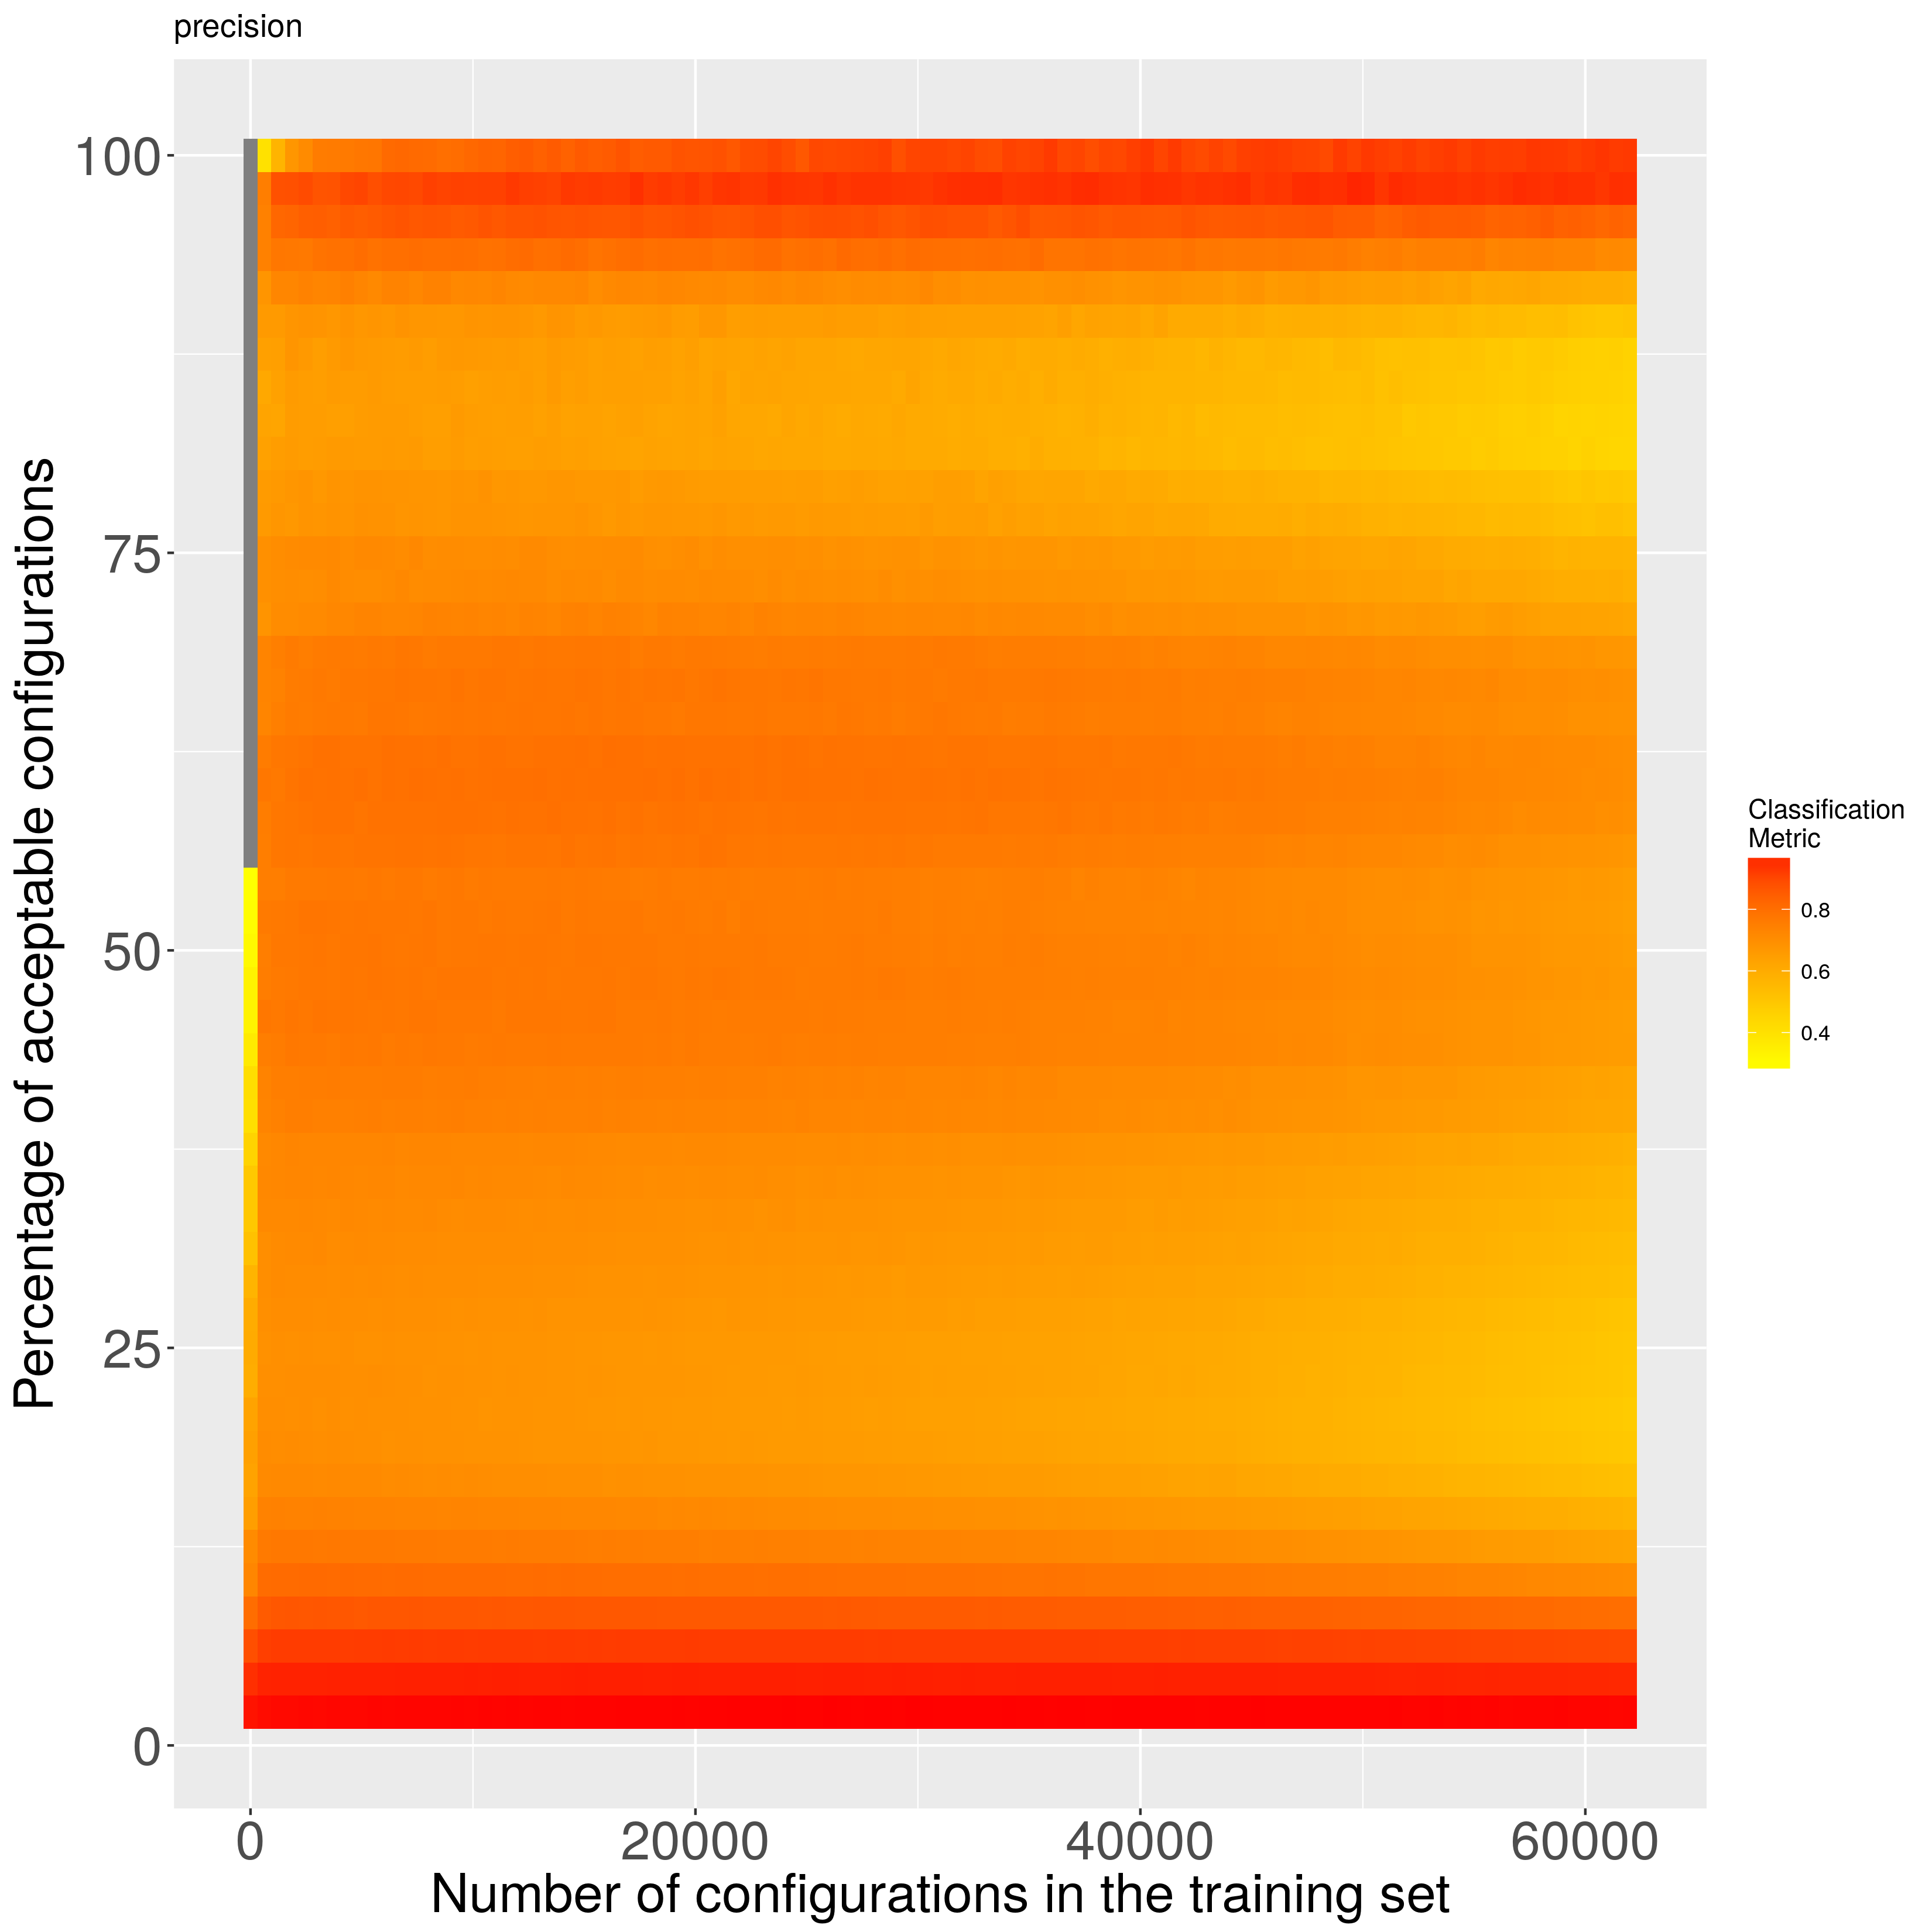 precision
Percentage of acceptable configurations
100
75
50
25
0
0 20000 40000 60000
Number of configurations in the training set
Classification
Metric
0.8
0.6
0.4